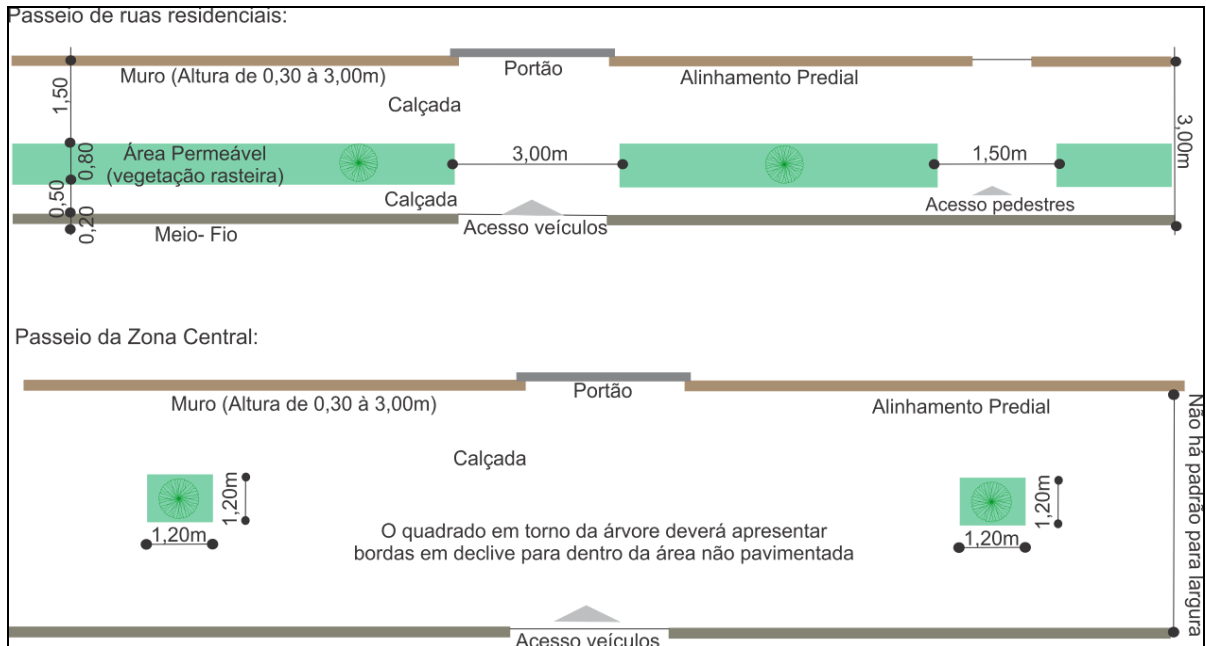 Passeio de ruas residenciais:
Muro (Altura de 0,30 à 3,00m)
Portão
Alinhamento Predial
1,50
Calçada
3,00m
0,80
Área Permeável
(vegetação rasteira)
3,00m
1,50m
0,50
Calçada
Acesso pedestres
0,20
Meio- Fio
Acesso veículos
Passeio da Zona Central:
Muro (Altura de 0,30 à 3,00m)
Portão
Alinhamento Predial
Não há padrão para largura
Calçada
1,20m
1,20m
1,20m
1,20m
O quadrado em torno da árvore deverá apresentar
bordas em declive para dentro da área não pavimentada
Acesso veículos